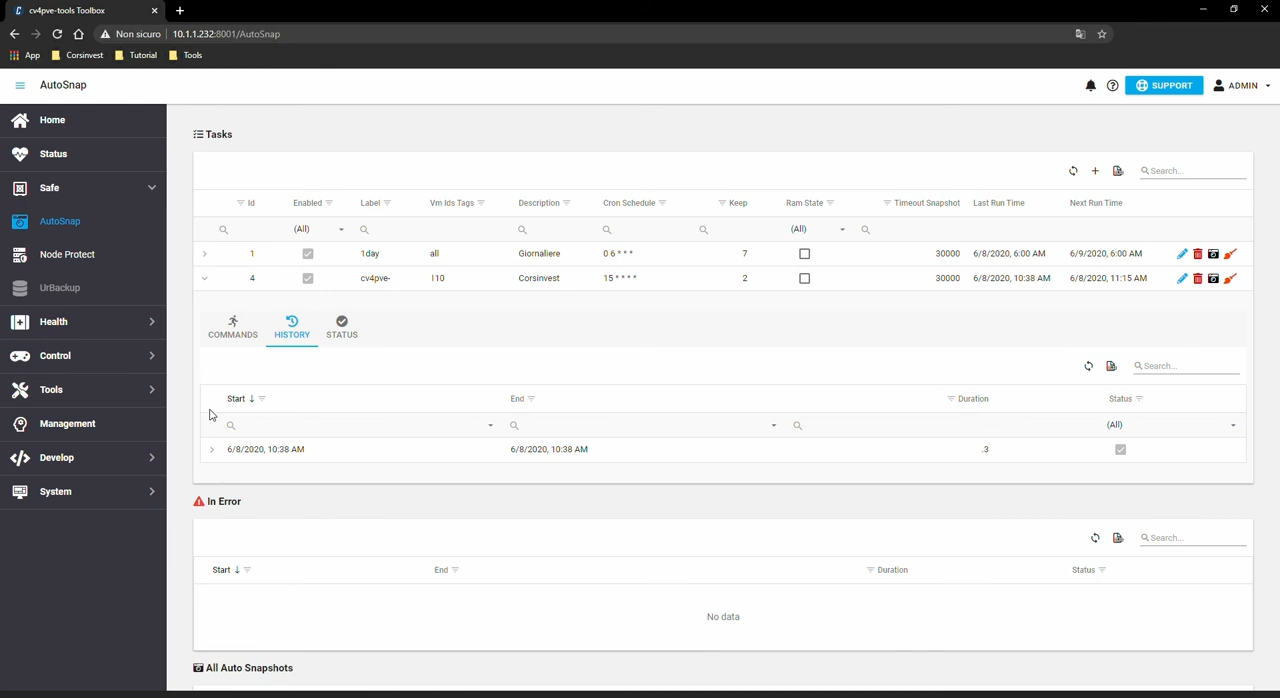 cv4pve-tools Toolbox
Non sicuro 10.1.1.232:8001/AutoSnap
App Corsinvest Tutorial Tools
AutoSnap SUPPORT ADMIN
Home
Status
Safe
AutoSnap
Node Protect
UrBackup
Health
Control
Tools
Management
Develop
System
Tasks
Search...
Id Enabled Label Vm Ids Tags Description Cron Schedule Keep Ram State Timeout Snapshot Last Run Time Next Run Time
(All) (All)
1 1day all Giornaliere 0 6 * * * 7 30000 6/8/2020, 6:00 AM 6/9/2020, 6:00 AM
4 cv4pve- 110 Corsinvest 15 * * * * 2 30000 6/8/2020, 10:38 AM 6/8/2020, 11:15 AM
COMMANDS HISTORY STATUS
Search...
Start End Duration Status
(All)
6/8/2020, 10:38 AM 6/8/2020, 10:38 AM .3
In Error
Search...
Start End Duration Status
No data
All Auto Snapshots